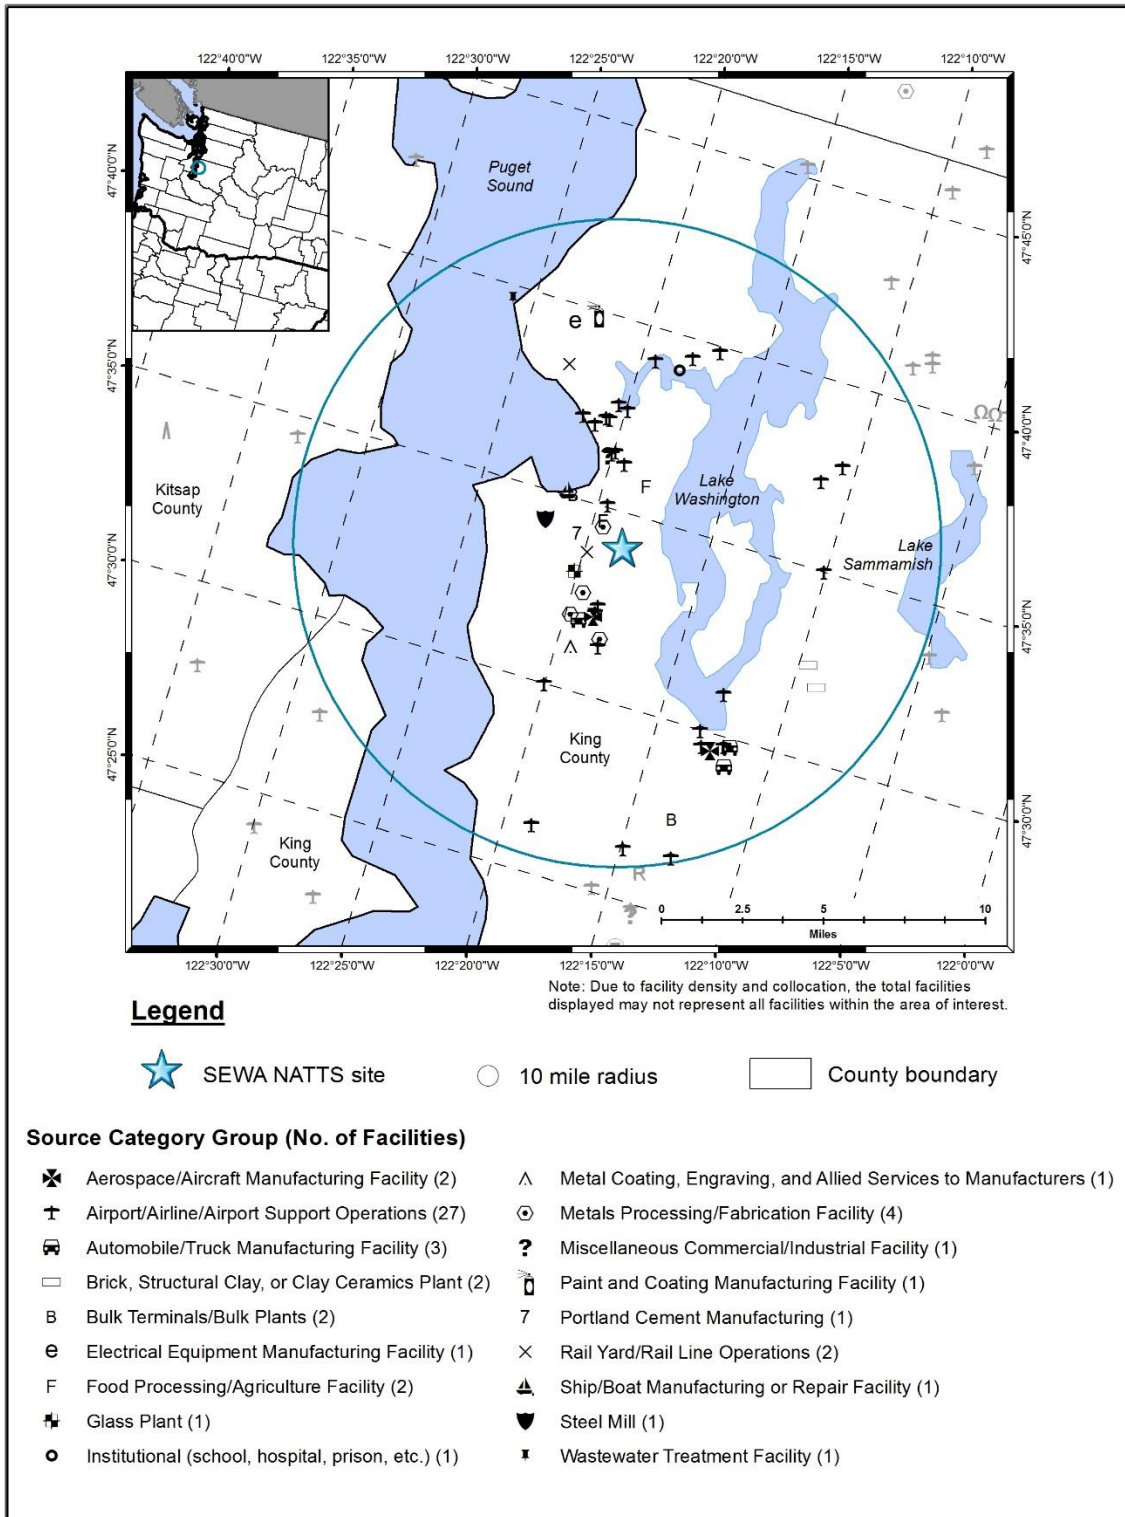 122°40'0"W 122°35'0"W 122°30'0"W 122°25'0"W 122°20'0"W 122°15'0"W 122°10'0"W
47°40'0"N
47°35'0"N
47°30'0"N
47°25'0"N
47°45'0"N
47°40'0"N
47°35'0"N
47°30'0"N
Puget
Sound
e
Lake
Washington
F
Kitsap
County
B
F
7
Lake
Sammamish
King
County
B
King
County
R
?
0 2.5 5 10
Miles
122°30'0"W 122°25'0"W 122°20'0"W 122°15'0"W 122°10'0"W 122°5'0"W 122°0'0"W
Note: Due to facility density and collocation, the total facilities
displayed may not represent all facilities within the area of interest.
Legend
SEWA NATTS site
10 mile radius
County boundary
Source Category Group (No. of Facilities)
Aerospace/Aircraft Manufacturing Facility (2)
Airport/Airline/Airport Support Operations (27)
Automobile/Truck Manufacturing Facility (3)
Brick, Structural Clay, or Clay Ceramics Plant (2)
B Bulk Terminals/Bulk Plants (2)
e Electrical Equipment Manufacturing Facility (1)
F Food Processing/Agriculture Facility (2)
Glass Plant (1)
Institutional (school, hospital, prison, etc.) (1)
Metal Coating, Engraving, and Allied Services to Manufacturers (1)
Metals Processing/Fabrication Facility (4)
? Miscellaneous Commercial/Industrial Facility (1)
Paint and Coating Manufacturing Facility (1)
7 Portland Cement Manufacturing (1)
Rail Yard/Rail Line Operations (2)
Ship/Boat Manufacturing or Repair Facility (1)
Steel Mill (1)
Wastewater Treatment Facility (1)